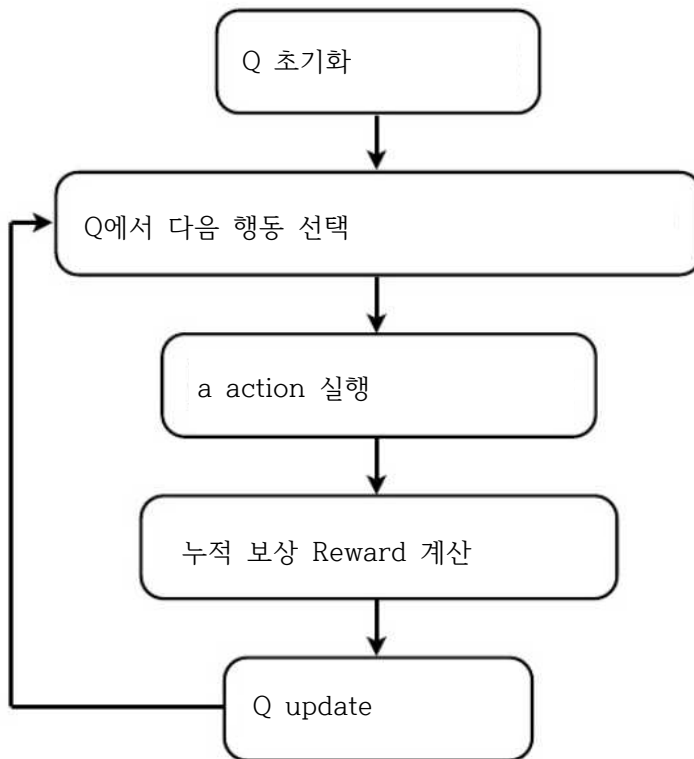 Q 초기화
Q에서 다음 행동 선택
a action 실행
누적 보상 Reward 계산
Q update